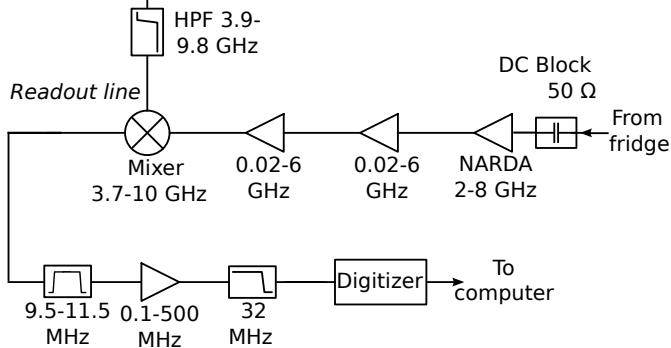 HPF 3.9-
9.8 GHz
Readout line
DC Block
50 Ω
From
fridge
Mixer
3.7-10 GHz
0.02-6
GHz
0.02-6
GHz
NARDA
2-8 GHz
9.5-11.5
MHz
0.1-500
MHz
32
MHz
Digitizer
To
computer